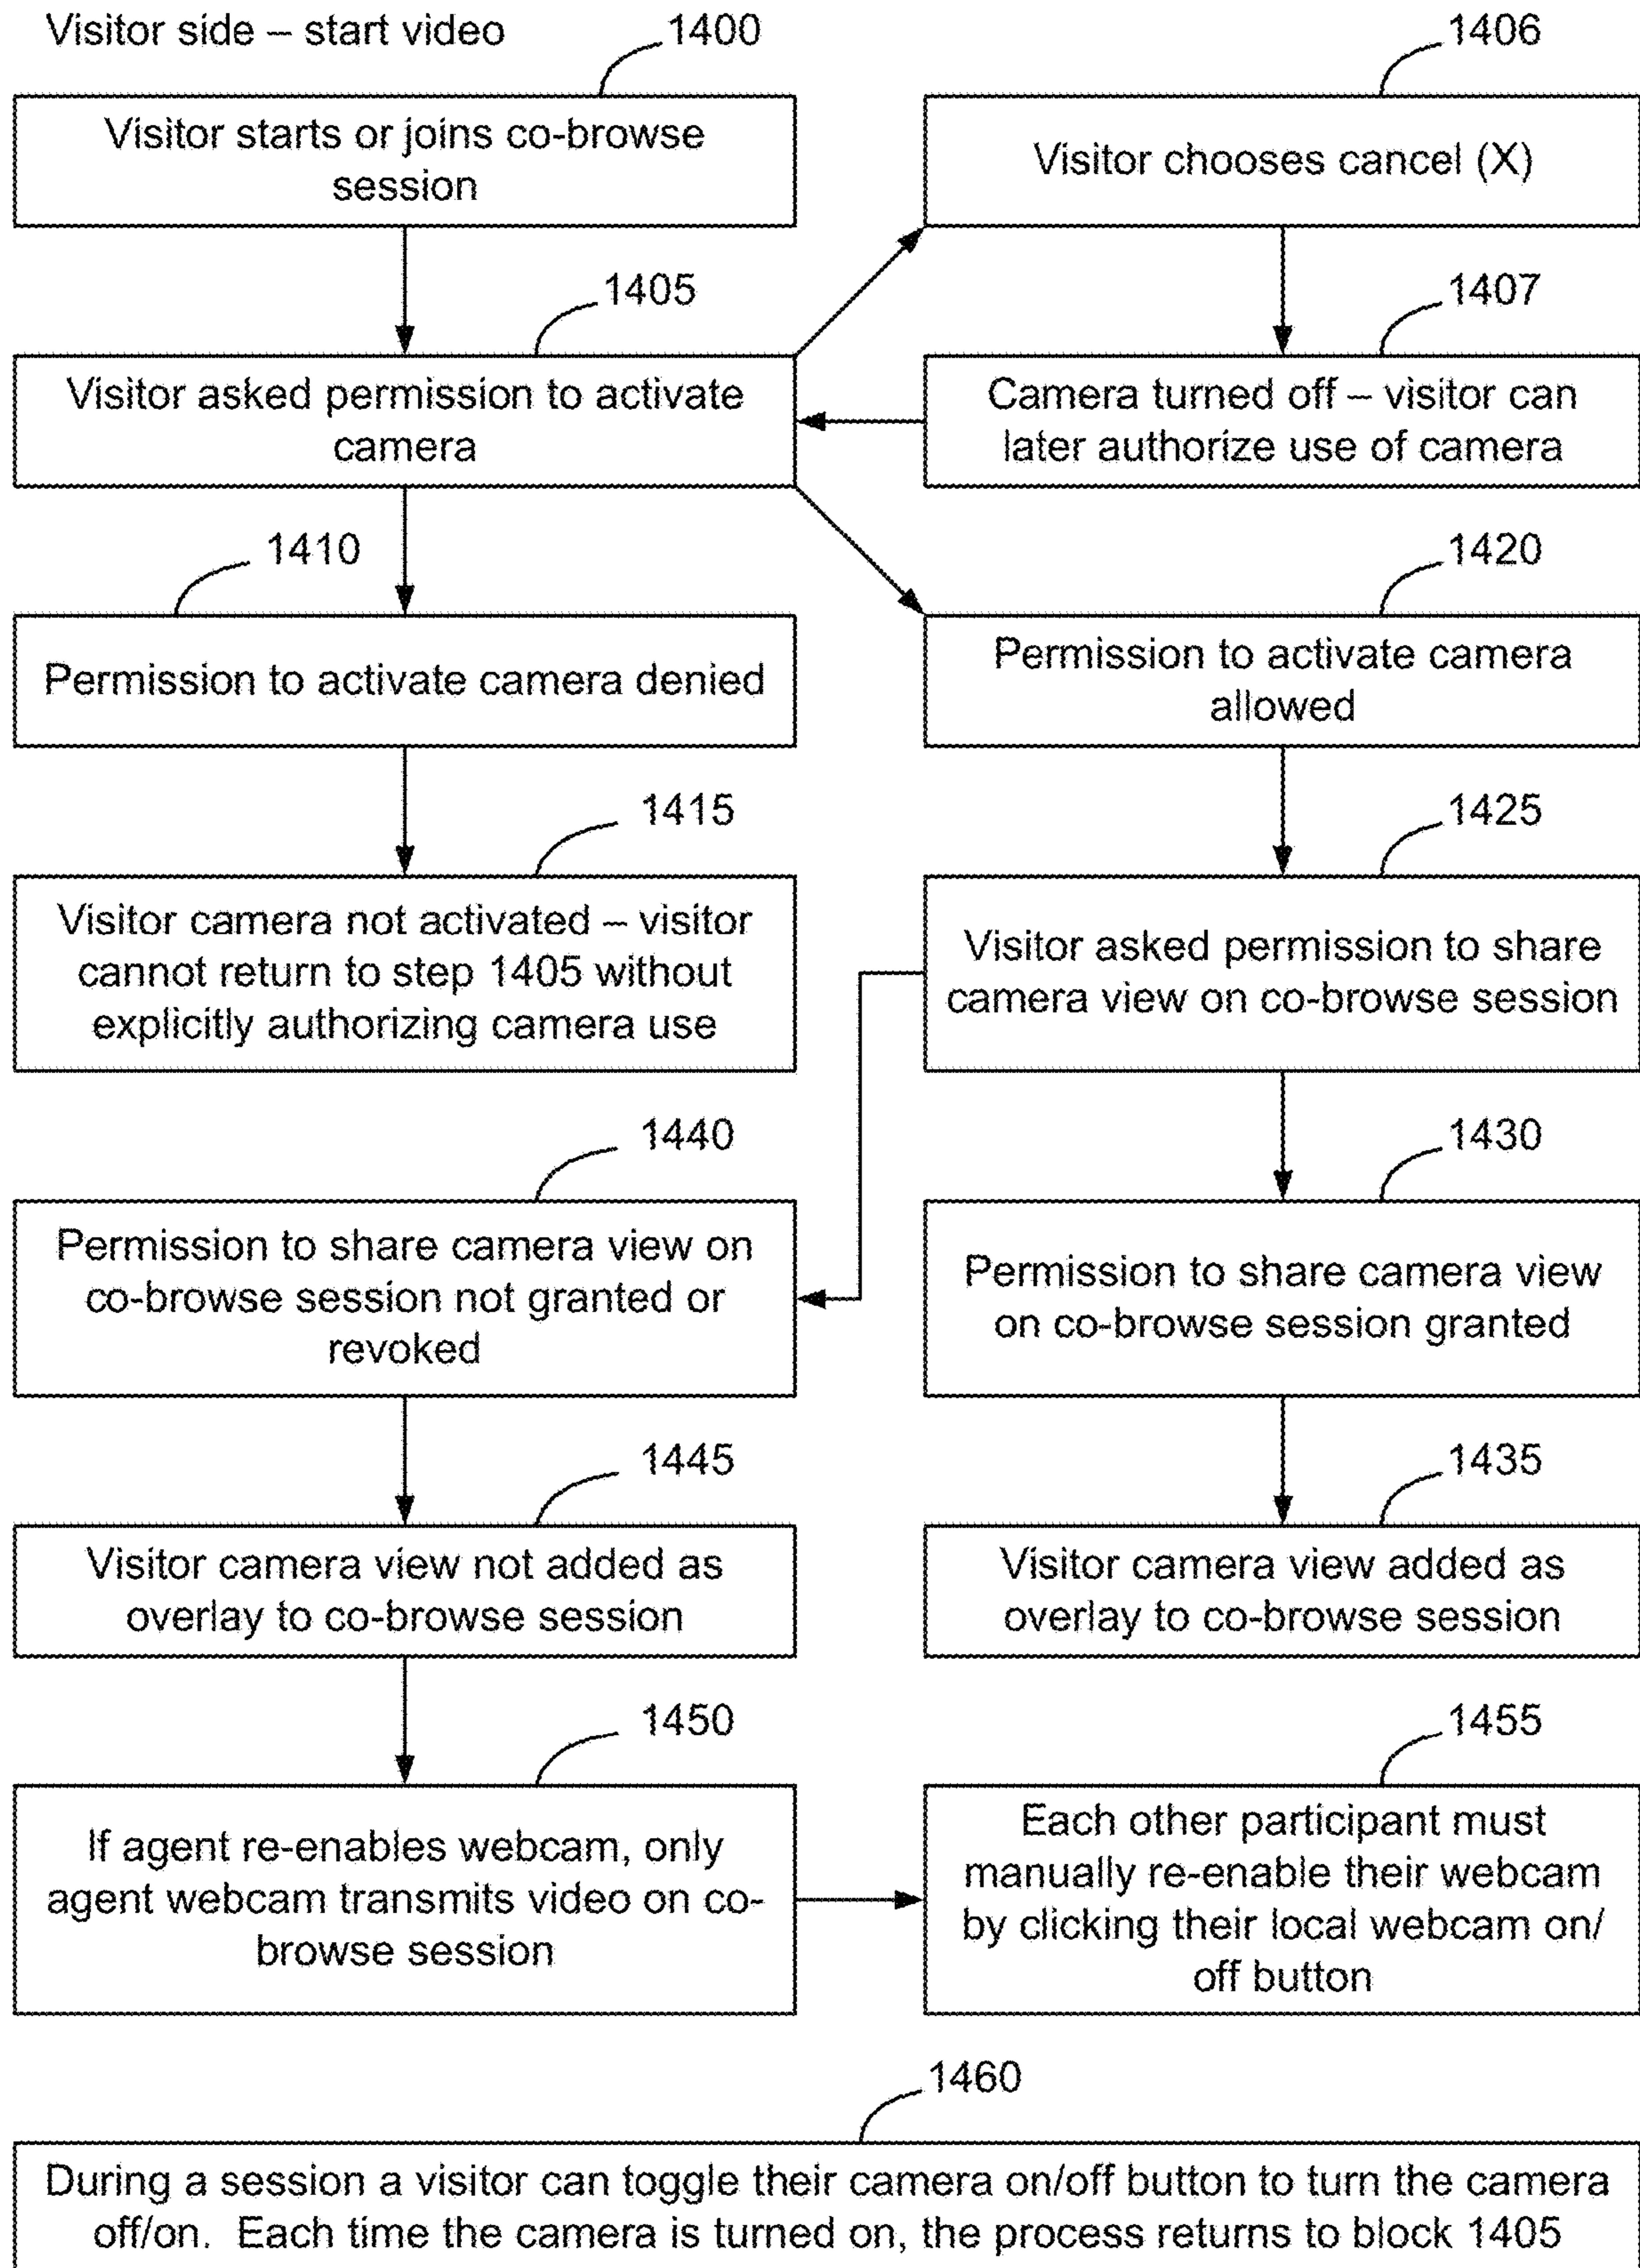 Visitor side – start video
1400
Visitor starts or joins co-browse
session
1406
Visitor chooses cancel (X)
1405
Visitor asked permission to activate
camera
1407
Camera turned off – visitor can
later authorize use of camera
1410
Permission to activate camera denied
1420
Permission to activate camera
allowed
1415
Visitor camera not activated – visitor
cannot return to step 1405 without
explicitly authorizing camera use
1425
Visitor asked permission to share
camera view on co-browse session
1440
Permission to share camera view on
co-browse session not granted or
revoked
1430
Permission to share camera view
on co-browse session granted
1445
Visitor camera view not added as
overlay to co-browse session
1435
Visitor camera view added as
overlay to co-browse session
1450
If agent re-enables webcam, only
agent webcam transmits video on co-
browse session
1455
Each other participant must
manually re-enable their webcam
by clicking their local webcam on/
off button
1460
During a session a visitor can toggle their camera on/off button to turn the camera
off/on.  Each time the camera is turned on, the process returns to block 1405